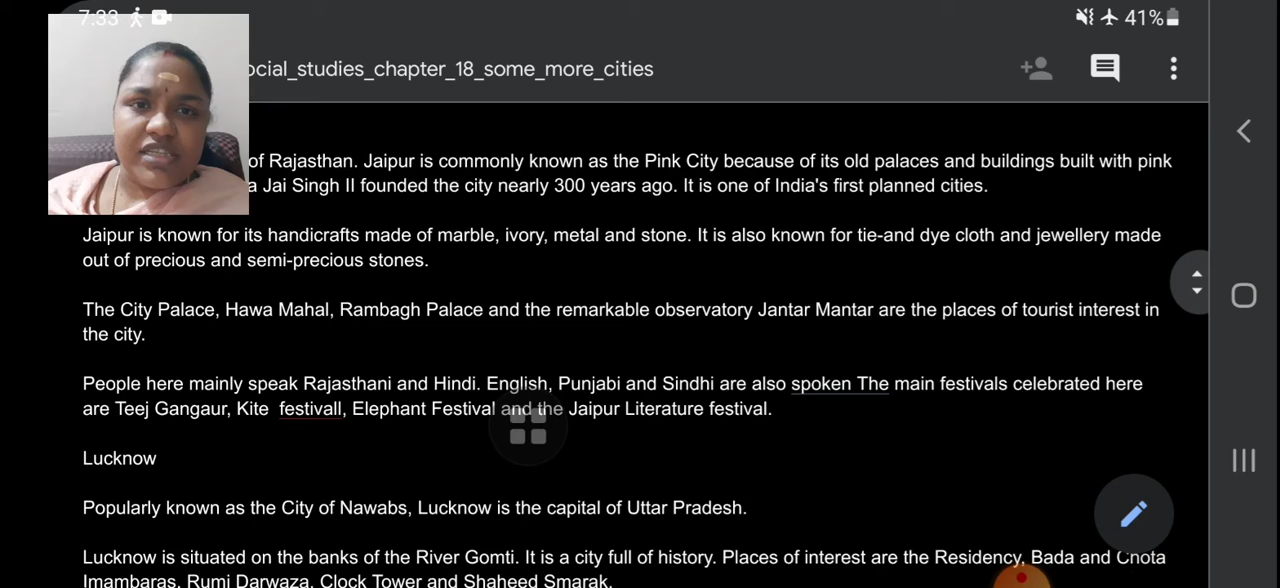 7:33 41%
ocial_studies_chapter_18_some_more_cities
of Rajasthan. Jaipur is commonly known as the Pink City because of its old palaces and buildings built with pink
a Jai Singh II founded the city nearly 300 years ago. It is one of India's first planned cities.
Jaipur is known for its handicrafts made of marble, ivory, metal and stone. It is also known for tie-and dye cloth and jewellery made
out of precious and semi-precious stones.
The City Palace, Hawa Mahal, Rambagh Palace and the remarkable observatory Jantar Mantar are the places of tourist interest in
the city.
People here mainly speak Rajasthani and Hindi. English, Punjabi and Sindhi are also spoken The main festivals celebrated here
are Teej Gangaur, Kite festivall, Elephant Festival and the Jaipur Literature festival.
Lucknow
Popularly known as the City of Nawabs, Lucknow is the capital of Uttar Pradesh.
Lucknow is situated on the banks of the River Gomti. It is a city full of history. Places of interest are the Residency, Bada and Chota
Imambaras, Rumi Darwaza, Clock Tower and Shaheed Smarak.